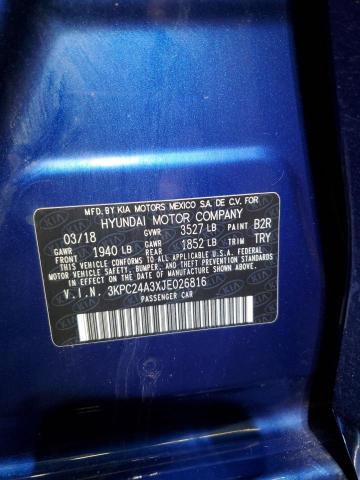 MFD. BY KIA MOTORS MEXICO S.A. DE C.V. FOR
HYUNDAI MOTOR COMPANY
03/18 GVWR 3527 LB PAINT B2R
GAWR FRONT 1940 LB GAWR REAR 1852 LB TRIM TRY
THIS VEHICLE CONFORMS TO ALL APPLICABLE U.S.A. FEDERAL
MOTOR VEHICLE SAFETY, BUMPER, AND THEFT PREVENTION
STANDARDS IN EFFECT ON THE DATE OF MANUFACTURE SHOWN ABOVE.
V.I.N. 3KPC24A3XJE026816
PASSENGER CAR